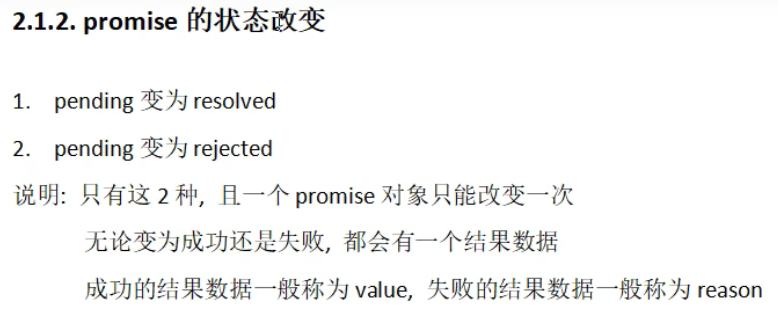 2.1.2. promise 的状态改变
1. pending 变为 resolved
2. pending 变为 rejected
说明: 只有这 2 种, 且一个 promise 对象只能改变一次
无论变为成功还是失败, 都会有一个结果数据
成功的结果数据一般称为 value, 失败的结果数据一般称为 reason